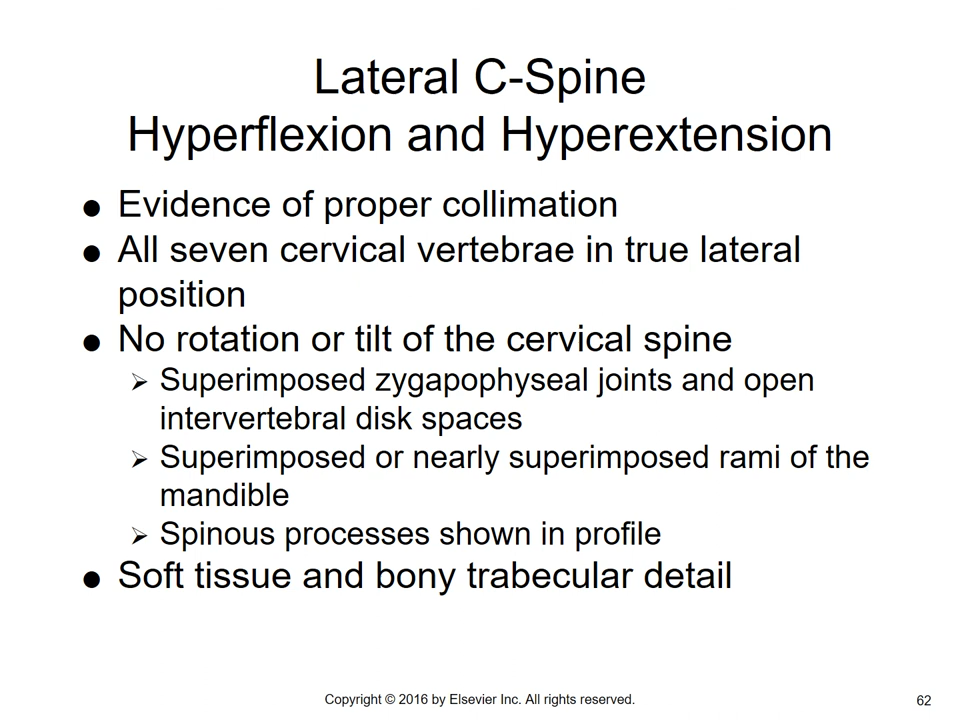 Lateral C-Spine
Hyperflexion and Hyperextension
● Evidence of proper collimation
● All seven cervical vertebrae in true lateral
position
● No rotation or tilt of the cervical spine
➢ Superimposed zygapophyseal joints and open
intervertebral disk spaces
➢ Superimposed or nearly superimposed rami of the
mandible
➢ Spinous processes shown in profile
● Soft tissue and bony trabecular detail
Copyright © 2016 by Elsevier Inc. All rights reserved.
62